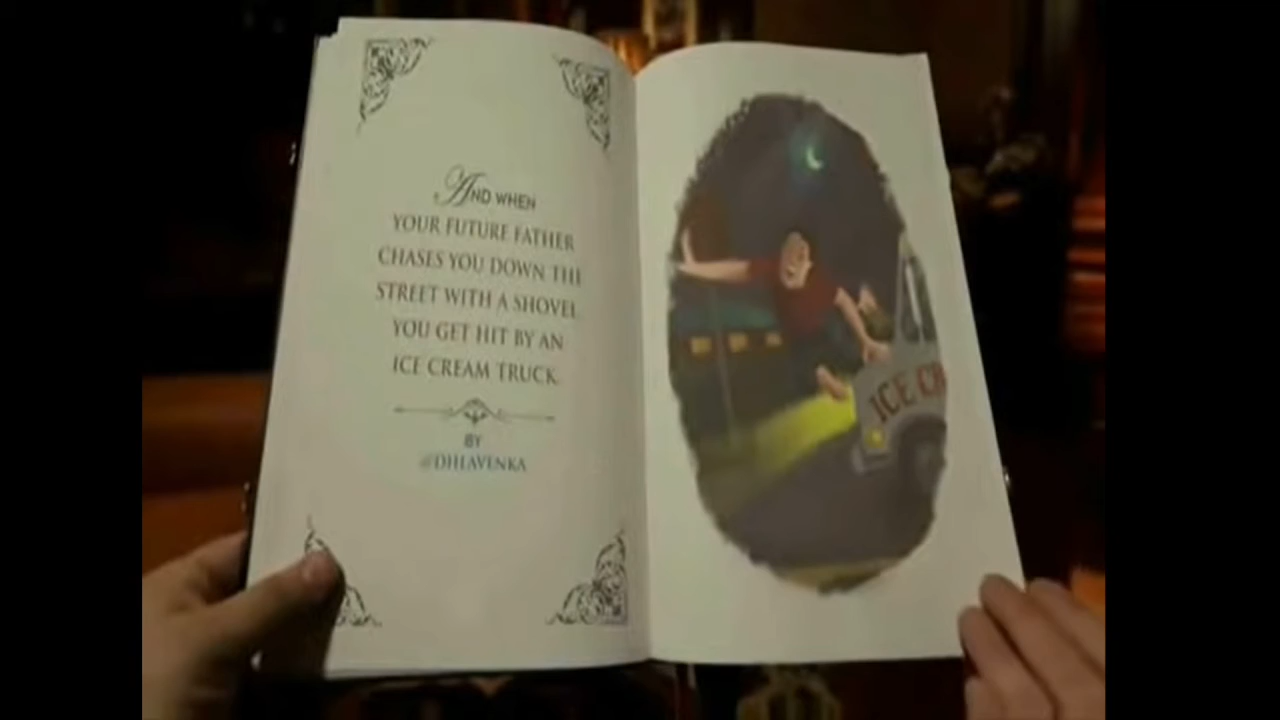 AND WHEN
YOUR FUTURE FATHER
CHASES YOU DOWN THE
STREET WITH A SHOVEL
YOU GET HIT BY AN
ICE CREAM TRUCK.
BY
@DHLAVENKA
ICE CR